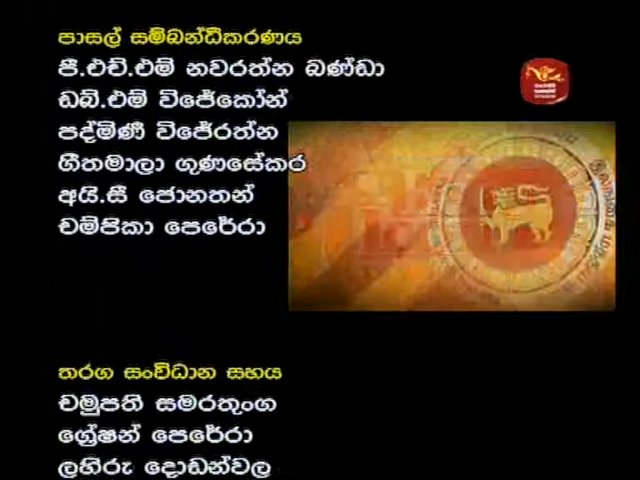 පාසල් සම්බන්ධීකරණය
පී.එච්.එම් නවරත්න බණ්ඩා
ඩබ්.එම් විජේකෝන්
පද්මිණී විජේරත්න
ගීතමාලා ගුණසේකර
අයි.සී ජොනතන්
චම්පිකා පෙරේරා
තරග සංවිධාන සහය
චමුපති සමරතුංග
ග්‍රේෂන් පෙරේරා
ලහිරු දොඩන්වල